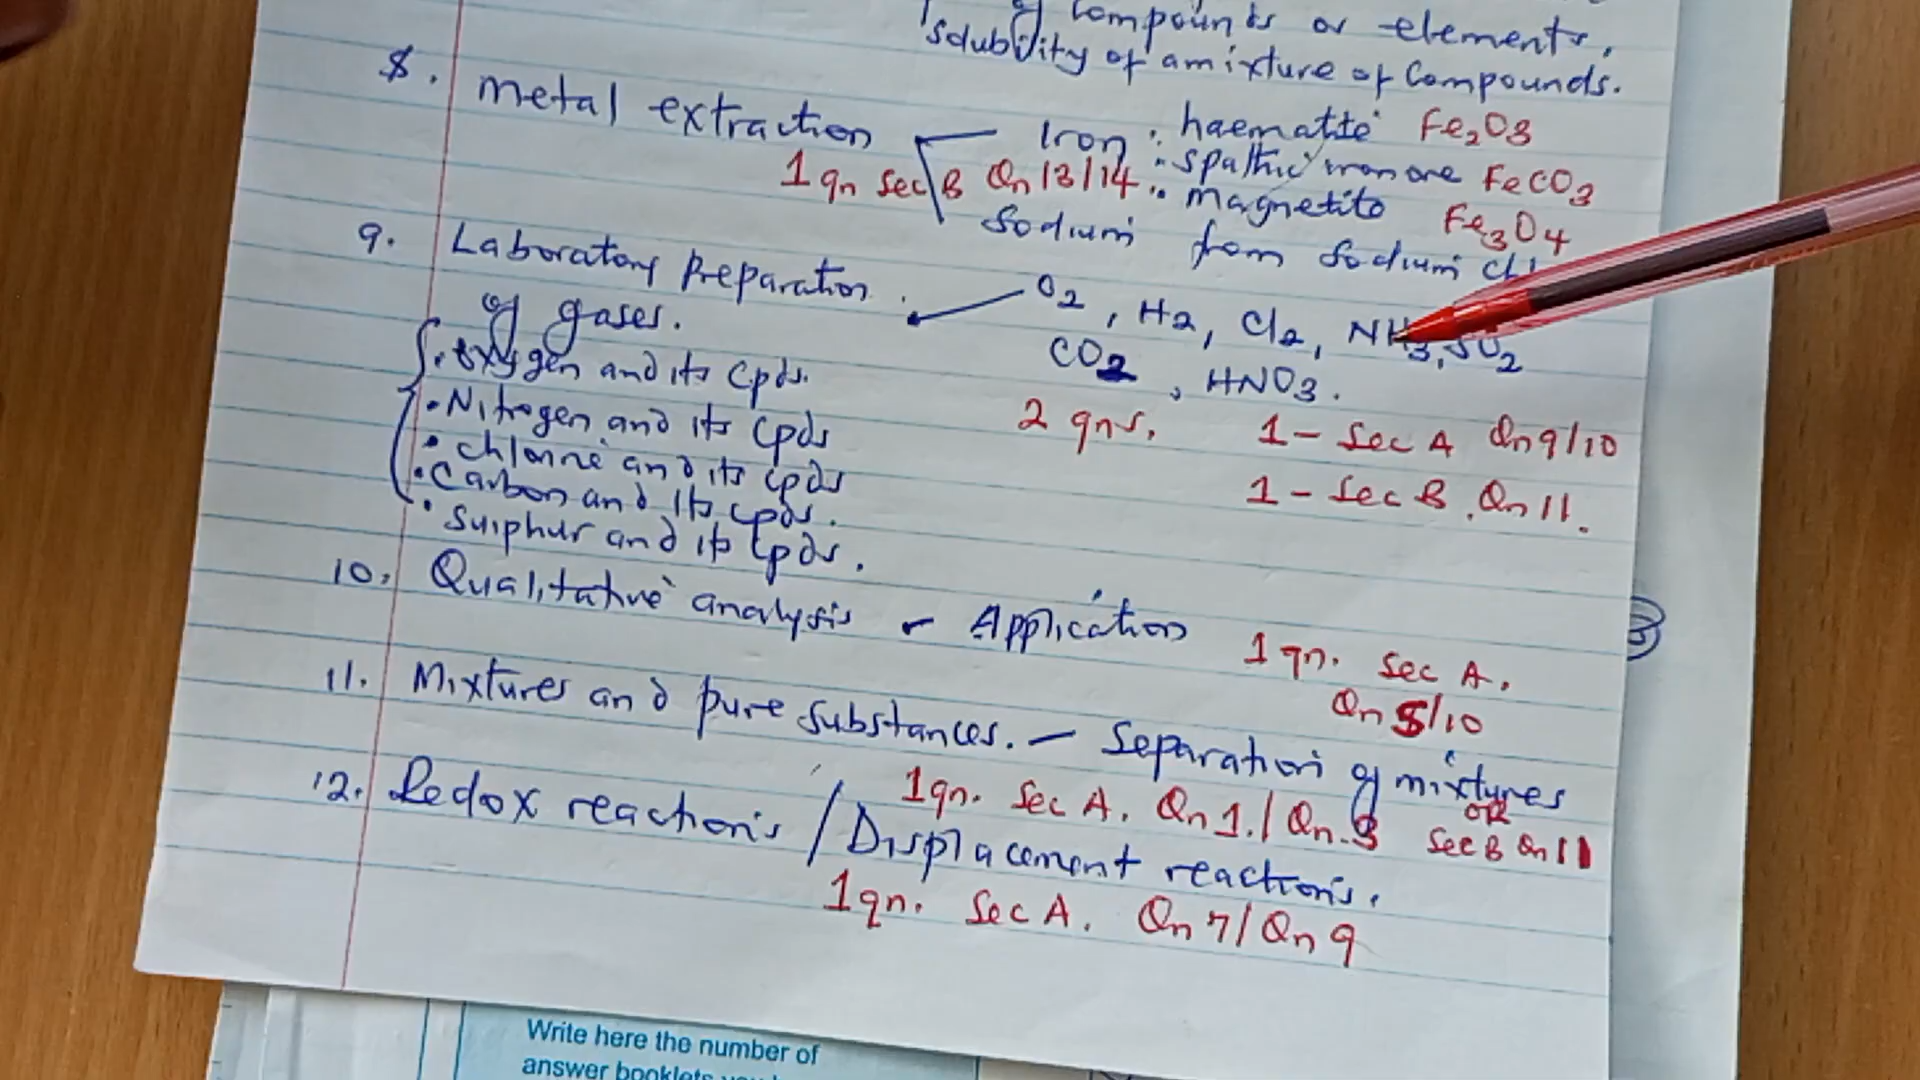 compounds or elements.
Solubility of a mixture of compounds.
8. Metal extraction
Iron : haematite Fe2O3
: spathic iron ore FeCO3
1 qn Sec B Qn 13/14
: magnetite Fe3O4
Sodium from Sodium
9. Laboratory Preparation of gases.
O2, H2, Cl2, NH3, SO2
CO2, HNO3.
2 qns. 1 - Sec A Qn 9/10
1 - Sec B. Qn 11.
. oxygen and its Cpds.
. Nitrogen and its Cpds
. Chlorine and its Cpds
. Carbon and its cpds.
. Sulphur and its Cpds.
10. Qualitative analysis - Application
1 qn. Sec A.
Qn 5/10
11. Mixtures and pure substances. - Separation of mixtures
1 qn. Sec A. Qn 1. / Qn. 3 OR Sec B Qn 11
12. Redox reactions / Displacement reactions.
1 qn. Sec A. Qn 7 / Qn 9
Write here the number of
answer booklets